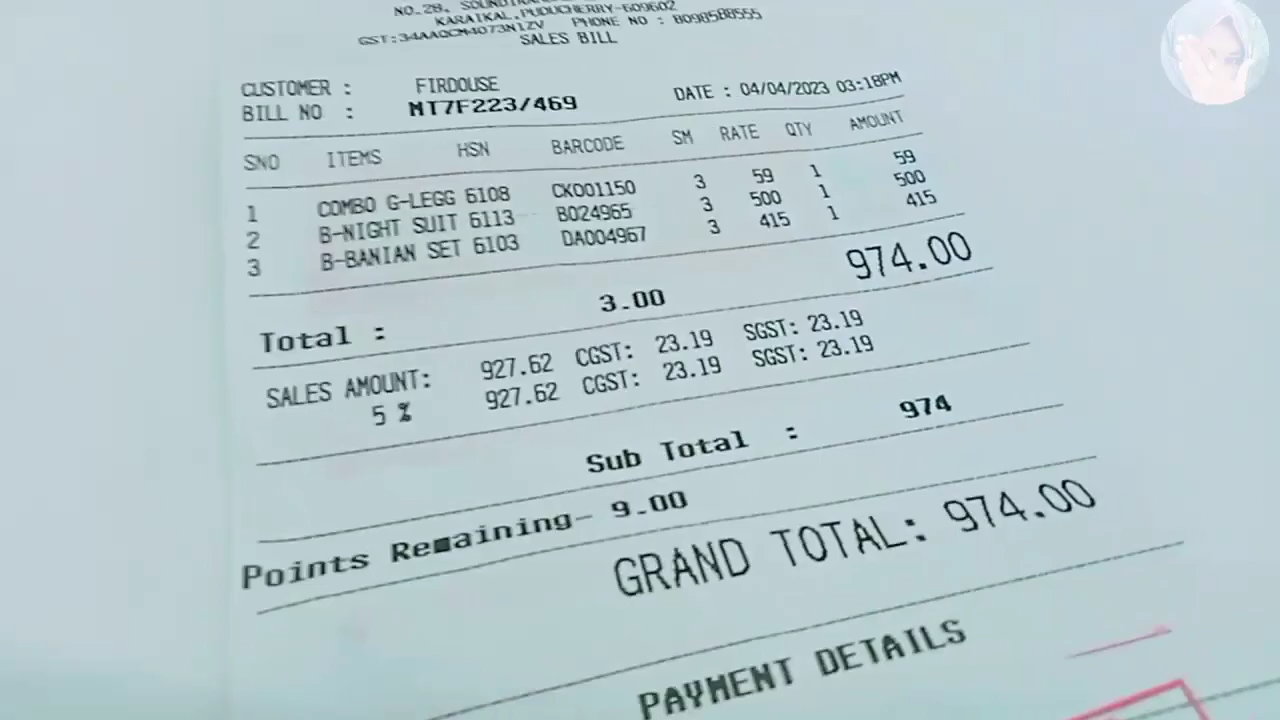 NO.28,
KARAIKAL,PUDUCHERRY-609602
GST:34AAQCM4073N1ZV PHONE NO : 8098588555
SALES BILL
CUSTOMER : FIRDOUSE
BILL NO : MT7F223/469 DATE : 04/04/2023 03:18PM
SNO ITEMS HSN BARCODE SM RATE QTY AMOUNT
1 COMBO G-LEGG 6108 CK001150 3 59 1 59
2 B-NIGHT SUIT 6113 B024965 3 500 1 500
3 B-BANIAN SET 6103 DA004967 3 415 1 415
Total : 3.00 974.00
SALES AMOUNT: 927.62 CGST: 23.19 SGST: 23.19
5 % 927.62 CGST: 23.19 SGST: 23.19
Sub Total : 974
Points Remaining- 9.00
GRAND TOTAL: 974.00
PAYMENT DETAILS